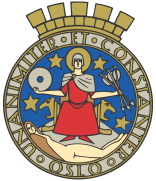 UNANIMITER · ET · CONSTANTER
· OSLO ·